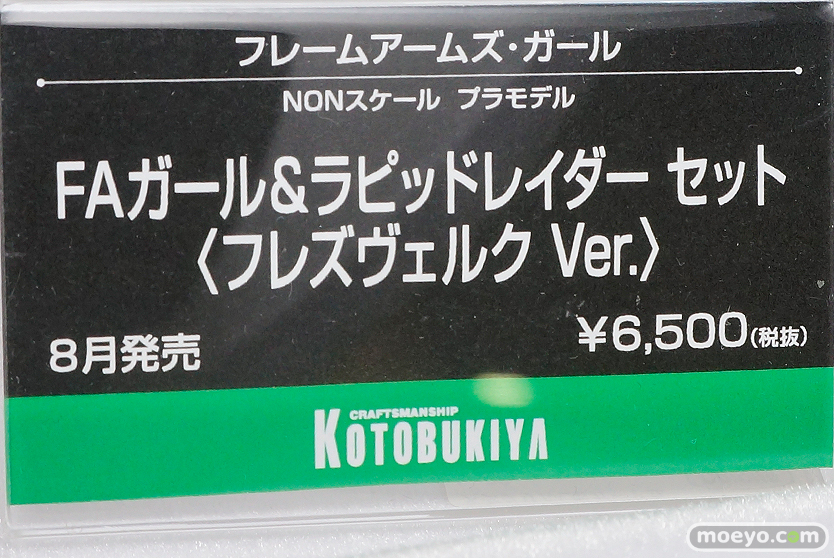 フレームアームズ・ガール
NONスケール プラモデル
FAガール&ラピッドレイダー セット
〈フレズヴェルク Ver.〉
8月発売
¥6,500(税抜)
CRAFTSMANSHIP
KOTOBUKIYA
moeyo.com